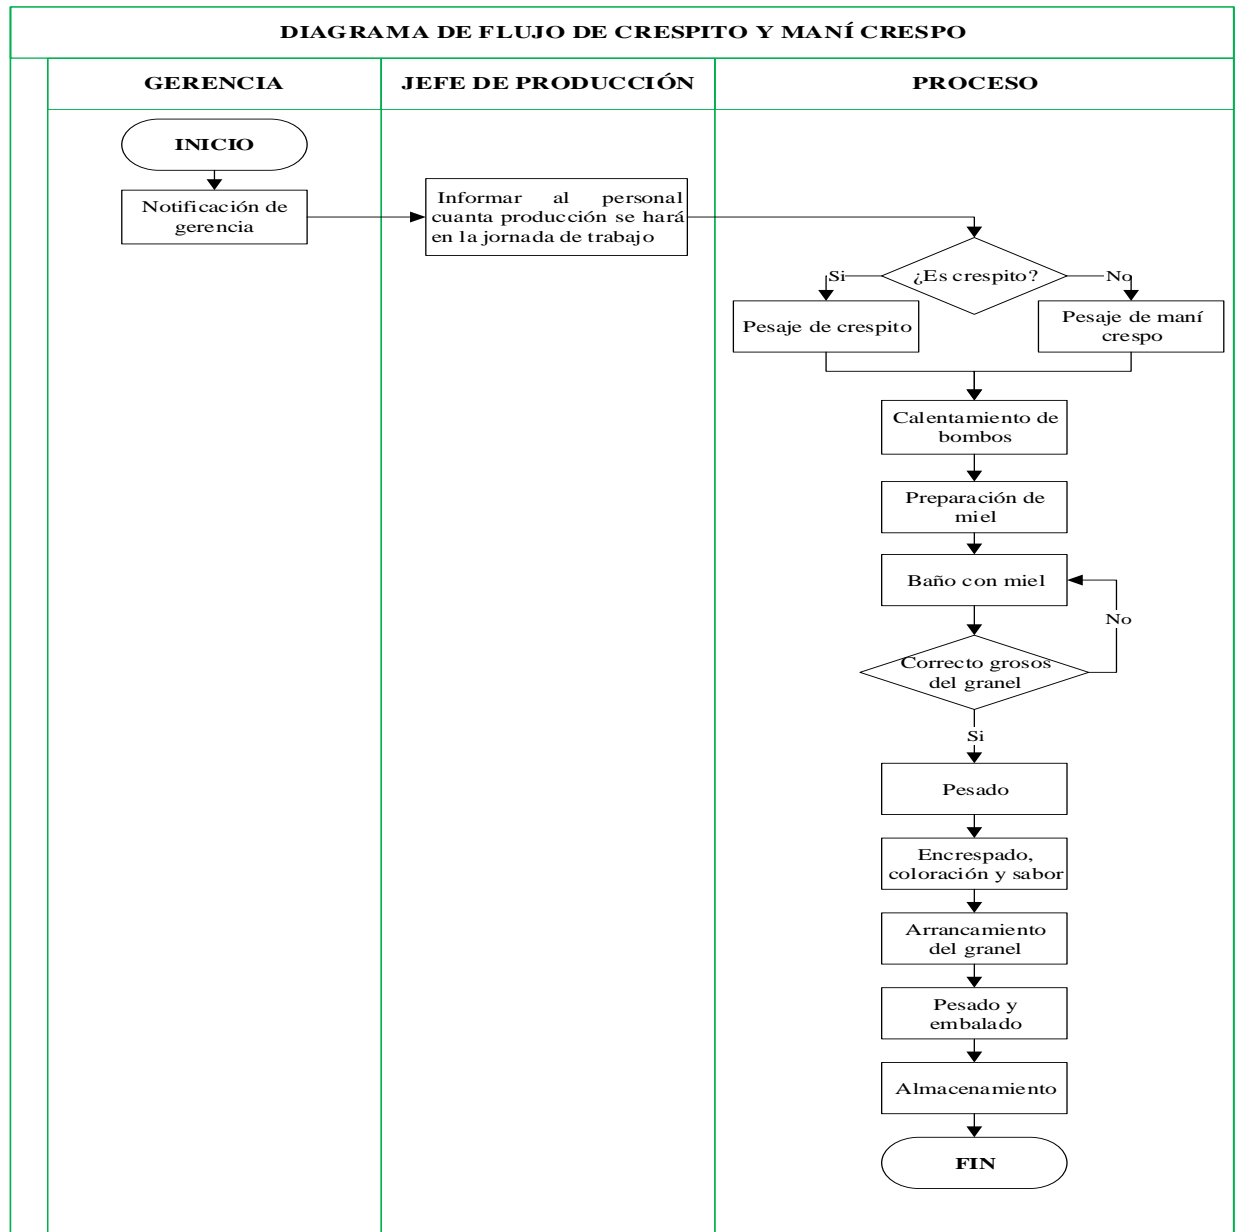 DIAGRAMA DE FLUJO DE CRESPITO Y MANÍ CRESPO
GERENCIA
JEFE DE PRODUCCIÓN
PROCESO
INICIO
Notificación de
gerencia
Informar al personal
cuanta producción se hará
en la jornada de trabajo
¿Es crespito?
Si
No
Pesaje de crespito
Pesaje de maní
crespo
Calentamiento de
bombos
Preparación de
miel
Baño con miel
No
Correcto grosos
del granel
Si
Pesado
Encrespado,
coloración y sabor
Arrancamiento
del granel
Pesado y
embalado
Almacenamiento
FIN